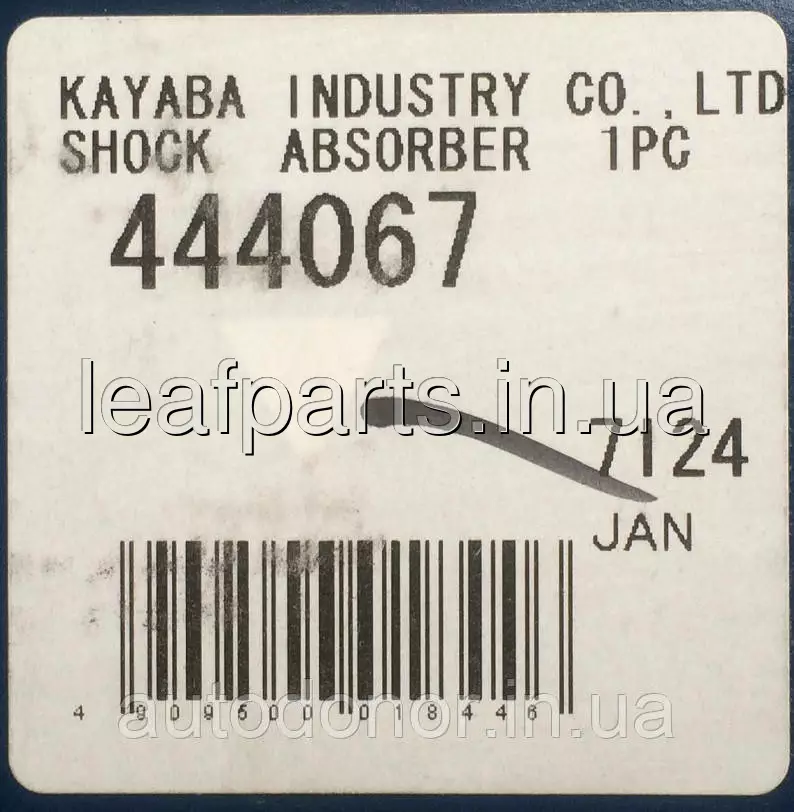 KAYABA INDUSTRY CO.,LTD
SHOCK ABSORBER 1PC
444067
leafparts.in.ua
7124
JAN
4 909500 018446
autodonor.in.ua